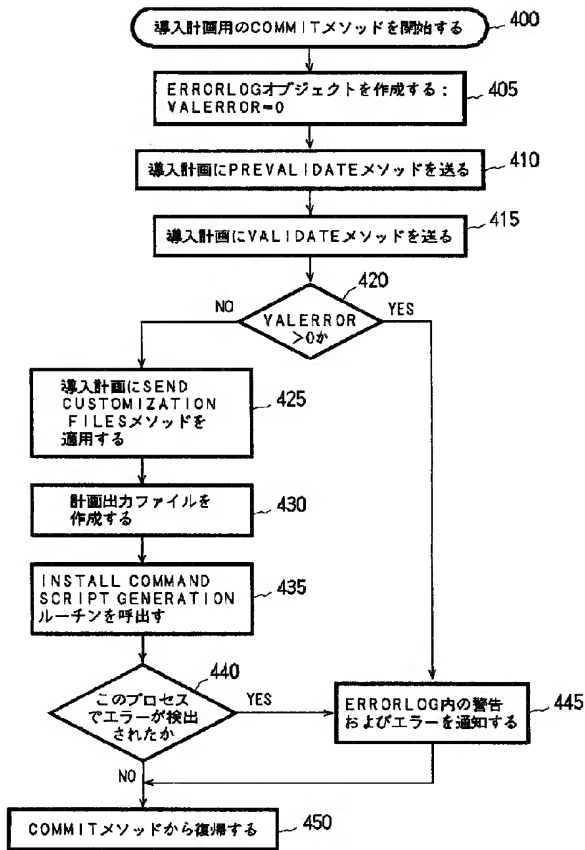 導入計画用のCOMMITメソッドを開始する
400
ERRORLOGオブジェクトを作成する：
VALERROR=0
405
導入計画にPREVALIDATEメソッドを送る
410
導入計画にVALIDATEメソッドを送る
415
420
NO
VALERROR
>0か
YES
導入計画にSEND
CUSTOMIZATION
FILESメソッドを
適用する
425
計画出力ファイルを
作成する
430
INSTALL COMMAND
SCRIPT GENERATION
ルーチンを呼出す
435
440
このプロセス
でエラーが検出
されたか
YES
ERRORLOG内の警告
およびエラーを通知する
445
NO
COMMITメソッドから復帰する
450